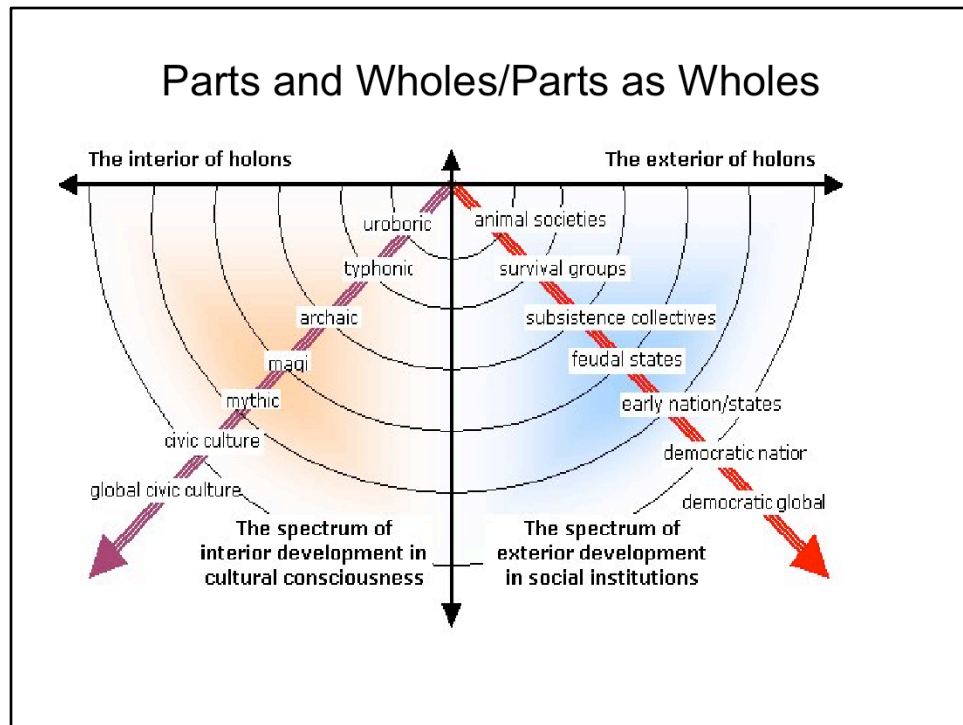 Parts and Wholes/Parts as Wholes
The interior of holons
The exterior of holons
uroboric
animal societies
typhonic
survival groups
archaic
subsistence collectives
magi
feudal states
mythic
early nation/states
civic culture
democratic nation
global civic culture
democratic global
The spectrum of
interior development in
cultural consciousness
The spectrum of
exterior development
in social institutions